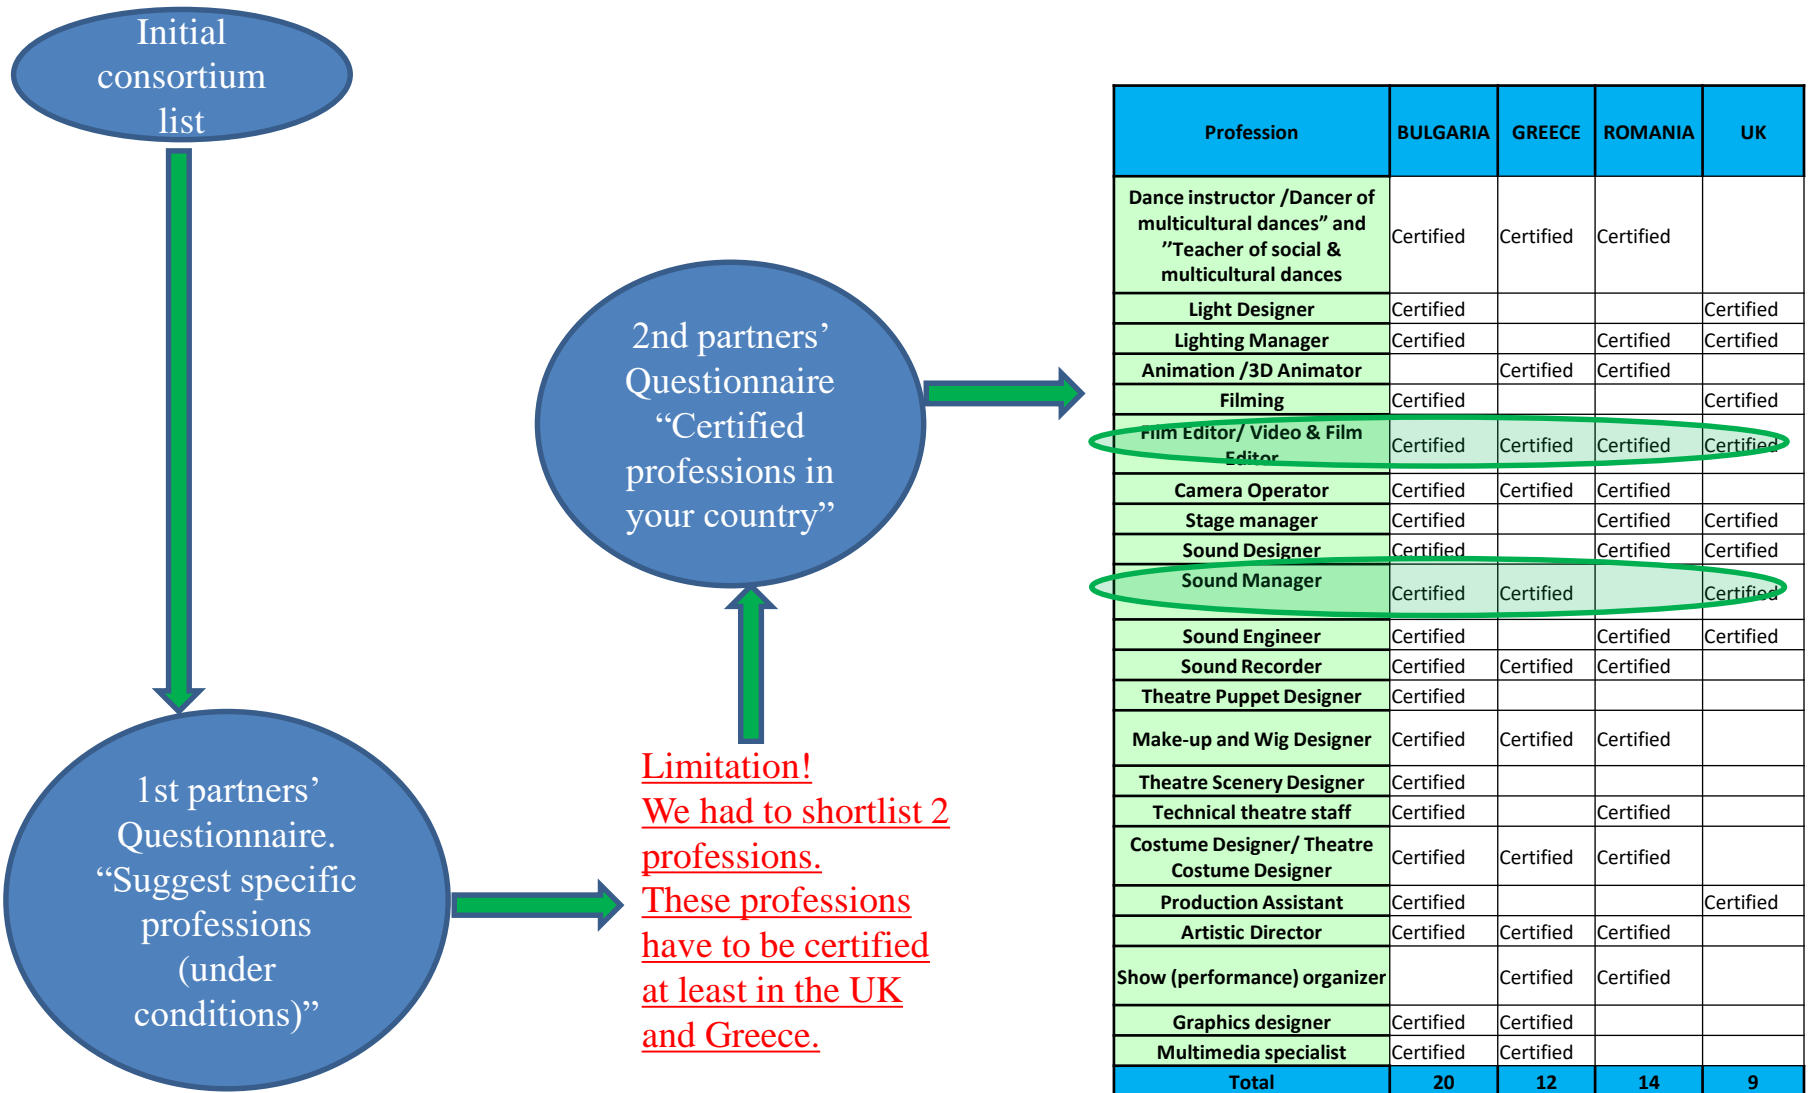 Initial
consortium
list
1st partners’
Questionnaire.
“Suggest specific
professions
(under
conditions)”
Limitation!
We had to shortlist 2
professions.
These professions
have to be certified
at least in the UK
and Greece.
2nd partners’
Questionnaire
“Certified
professions in
your country”
Profession BULGARIA GREECE ROMANIA UK
Dance instructor /Dancer of
multicultural dances” and
”Teacher of social &
multicultural dances
Certified Certified Certified
Light Designer Certified Certified
Lighting Manager Certified Certified Certified
Animation /3D Animator Certified Certified
Filming Certified Certified
Film Editor/ Video & Film
Editor
Certified Certified Certified Certified
Camera Operator Certified Certified Certified
Stage manager Certified Certified Certified
Sound Designer Certified Certified Certified
Sound Manager
Certified Certified Certified
Sound Engineer Certified Certified Certified
Sound Recorder Certified Certified Certified
Theatre Puppet Designer Certified
Make-up and Wig Designer Certified Certified Certified
Theatre Scenery Designer Certified
Technical theatre staff Certified Certified
Costume Designer/ Theatre
Costume Designer
Certified Certified Certified
Production Assistant Certified Certified
Artistic Director Certified Certified Certified
Show (performance) organizer Certified Certified
Graphics designer Certified Certified
Multimedia specialist Certified Certified
Total 20 12 14 9